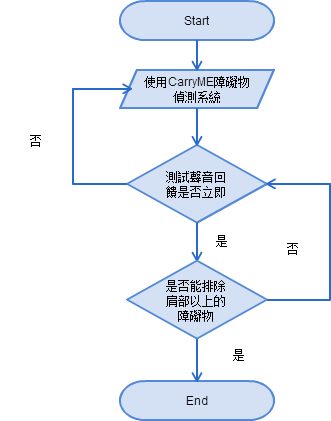 Start
使用CarryME障礙物
偵測系統
否
測試聲音回
饋是否立即
是
否
是否能排除
肩部以上的
障礙物
是
End